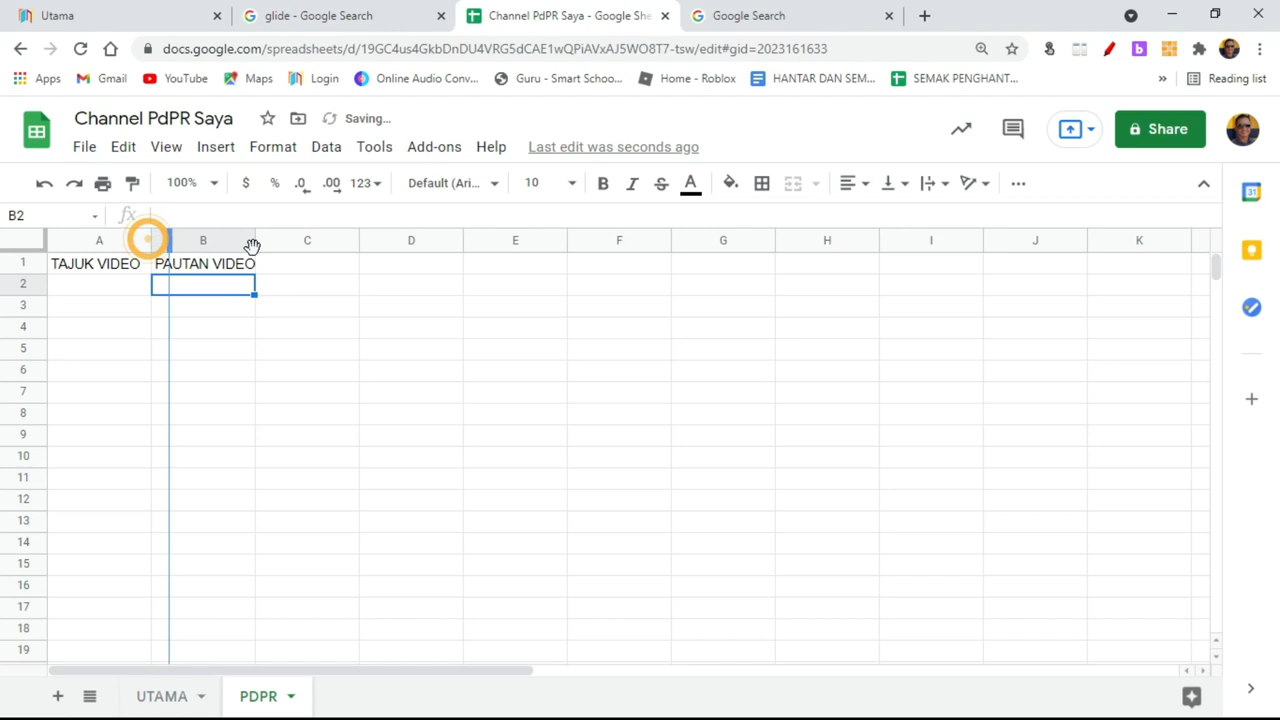 Utama
glide - Google Search
Channel PdPR Saya - Google She
Google Search
docs.google.com/spreadsheets/d/19GC4us4GkbDnDU4VRG5dCAE1wQPiAVxAJ5WO8T7-tsw/edit#gid=2023161633
Apps Gmail YouTube Maps Login Online Audio Conv... Guru - Smart Schoo... Home - Roblox HANTAR DAN SEM... SEMAK PENGHANT... » Reading list
Channel PdPR Saya Saving...
Share
File Edit View Insert Format Data Tools Add-ons Help Last edit was seconds ago
100% $ % .0 .00 123 Default (Ari... 10 B I S A
B2 fx
A B C D E F G H I J K
1 TAJUK VIDEO PAUTAN VIDEO
2
3
4
5
6
7
8
9
10
11
12
13
14
15
16
17
18
19
UTAMA PDPR